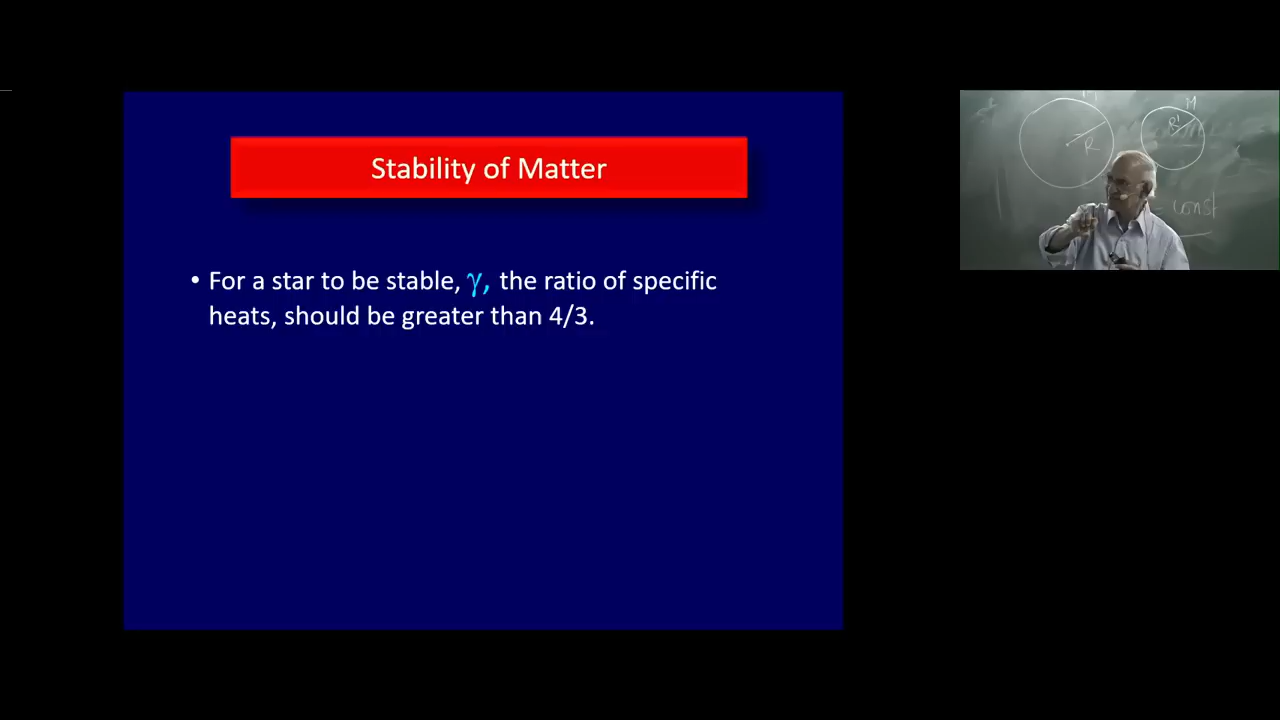 Stability of Matter
• For a star to be stable, γ, the ratio of specific
heats, should be greater than 4/3.
M
R'
R
- const